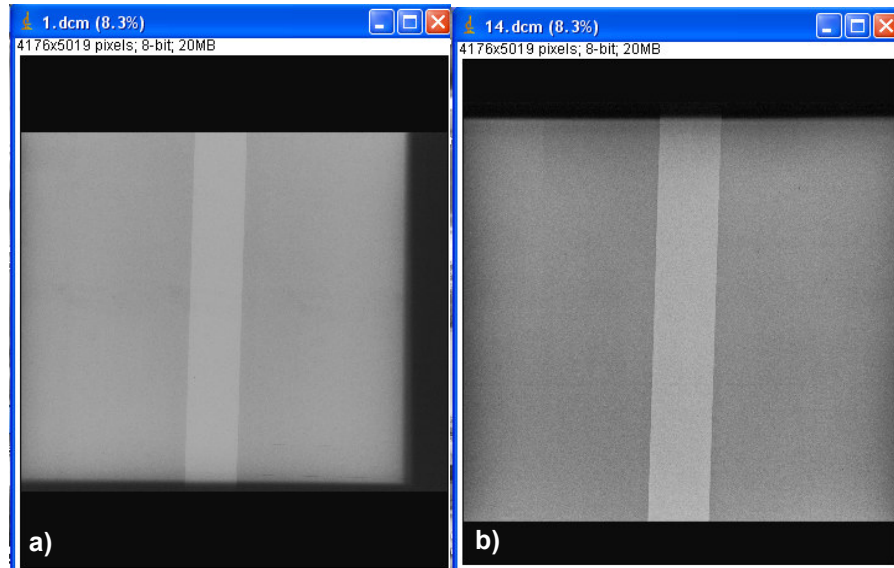 1.dcm (8.3%)
4176x5019 pixels; 8-bit; 20MB
a)
14.dcm (8.3%)
4176x5019 pixels; 8-bit; 20MB
b)